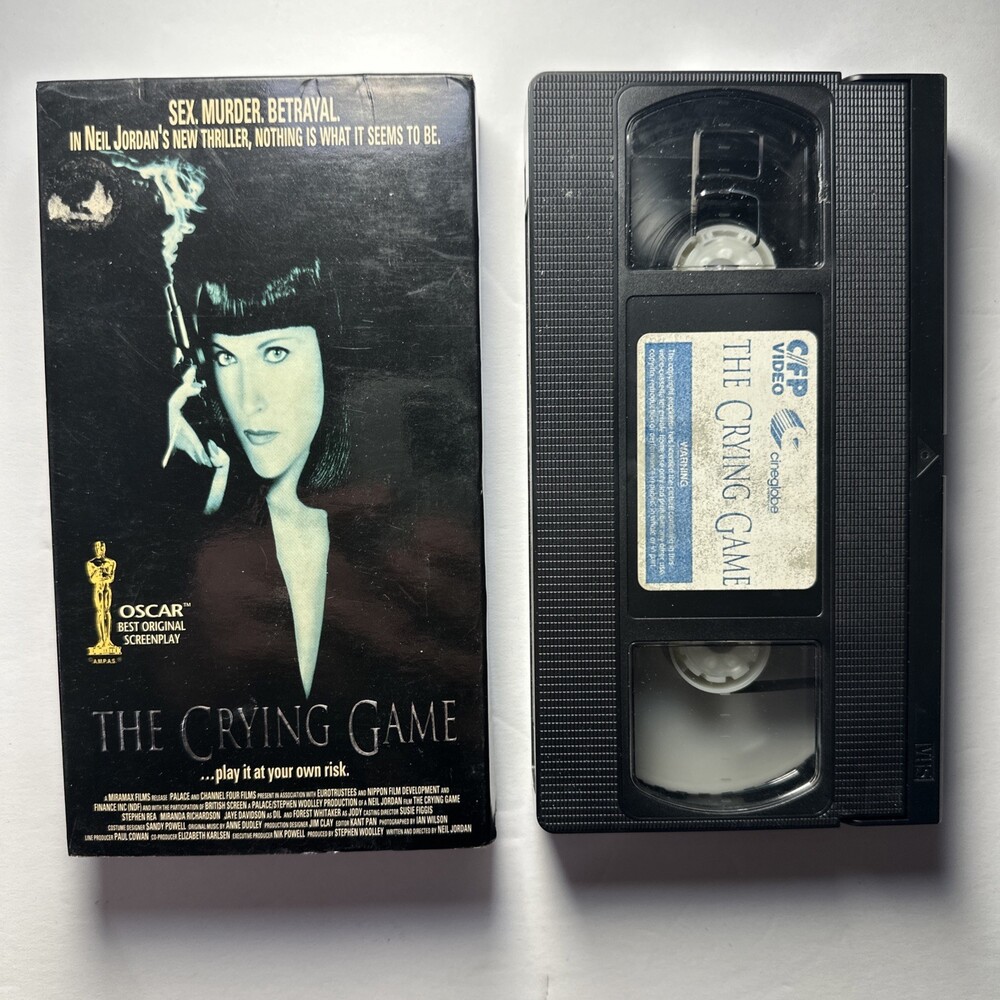 SEX. MURDER. BETRAYAL.
IN NEIL JORDAN'S NEW THRILLER, NOTHING IS WHAT IT SEEMS TO BE.
OSCAR™
BEST ORIGINAL
SCREENPLAY
©A.M.P.A.S.®
THE CRYING GAME
...play it at your own risk.
A MIRAMAX FILMS RELEASE PALACE AND CHANNEL FOUR FILMS PRESENT IN ASSOCIATION WITH EUROTRUSTEES AND NIPPON FILM DEVELOPMENT AND
FINANCE INC (NDF) AND WITH THE PARTICIPATION OF BRITISH SCREEN A PALACE/STEPHEN WOOLLEY PRODUCTION OF A NEIL JORDAN FILM THE CRYING GAME
STEPHEN REA MIRANDA RICHARDSON JAYE DAVIDSON AS DIL AND FOREST WHITAKER AS JODY CASTING DIRECTOR SUSIE FIGGIS
COSTUME DESIGNER SANDY POWELL ORIGINAL MUSIC BY ANNE DUDLEY PRODUCTION DESIGNER JIM CLAY EDITOR KANT PAN PHOTOGRAPHED BY IAN WILSON
LINE PRODUCER PAUL COWAN CO-PRODUCER ELIZABETH KARLSEN EXECUTIVE PRODUCER NIK POWELL PRODUCED BY STEPHEN WOOLLEY WRITTEN AND DIRECTED BY NEIL JORDAN
C/FP
VIDEO
cineglobe
THE CRYING GAME
WARNING
VHS